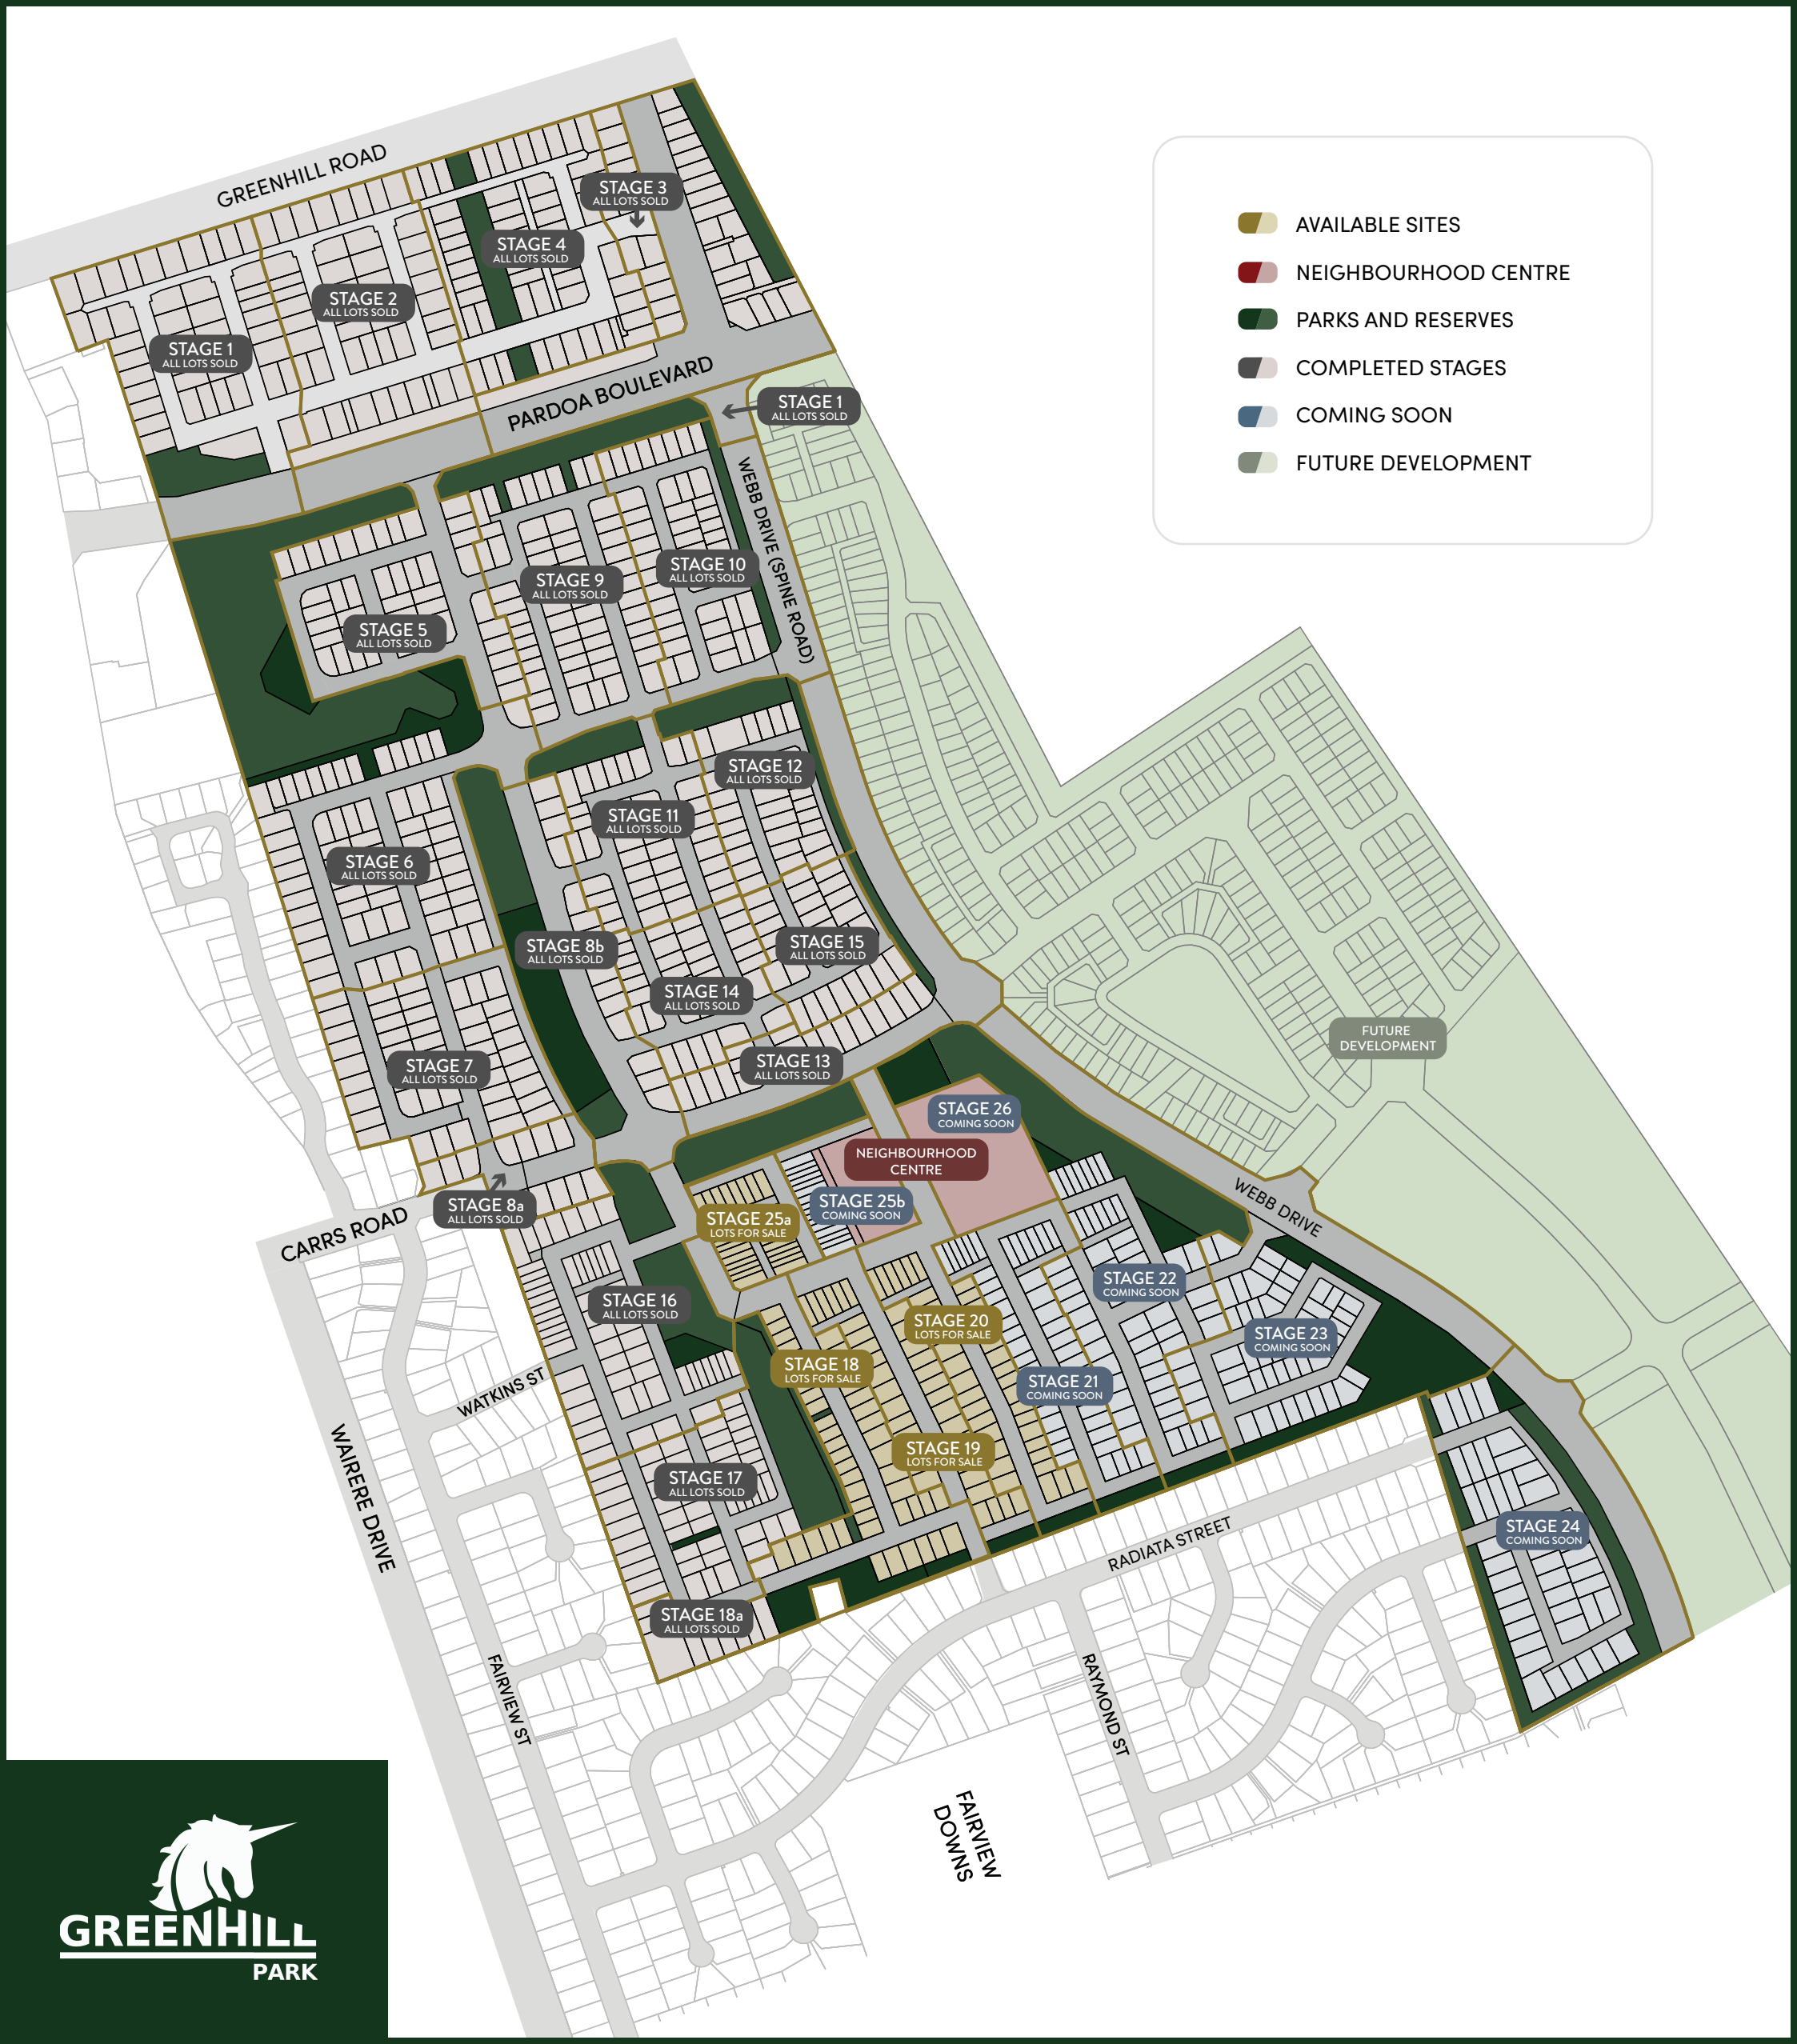 GREENHILL ROAD
STAGE 3
ALL LOTS SOLD
STAGE 4
ALL LOTS SOLD
STAGE 2
ALL LOTS SOLD
STAGE 1
ALL LOTS SOLD
AVAILABLE SITES
NEIGHBOURHOOD CENTRE
PARKS AND RESERVES
COMPLETED STAGES
COMING SOON
FUTURE DEVELOPMENT
PARDOA BOULEVARD
STAGE 1
ALL LOTS SOLD
WEBB DRIVE (SPINE ROAD)
STAGE 10
ALL LOTS SOLD
STAGE 9
ALL LOTS SOLD
STAGE 5
ALL LOTS SOLD
STAGE 12
ALL LOTS SOLD
STAGE 11
ALL LOTS SOLD
STAGE 6
ALL LOTS SOLD
STAGE 8b
ALL LOTS SOLD
STAGE 15
ALL LOTS SOLD
STAGE 14
ALL LOTS SOLD
STAGE 7
ALL LOTS SOLD
STAGE 13
ALL LOTS SOLD
FUTURE
DEVELOPMENT
STAGE 26
COMING SOON
NEIGHBOURHOOD
CENTRE
STAGE 8a
ALL LOTS SOLD
CARRS ROAD
STAGE 25a
LOTS FOR SALE
STAGE 25b
COMING SOON
WEBB DRIVE
STAGE 22
COMING SOON
STAGE 16
ALL LOTS SOLD
STAGE 20
LOTS FOR SALE
STAGE 23
COMING SOON
STAGE 18
LOTS FOR SALE
STAGE 21
COMING SOON
WATKINS ST
WAIRERE DRIVE
STAGE 19
LOTS FOR SALE
STAGE 17
ALL LOTS SOLD
RADIATA STREET
STAGE 24
COMING SOON
STAGE 18a
ALL LOTS SOLD
FAIRVIEW ST
RAYMOND ST
FAIRVIEW
DOWNS
GREENHILL
PARK